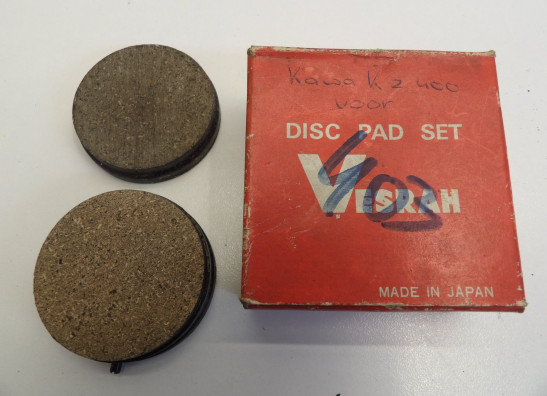 Kawa Kz 400
voor
DISC PAD SET
VESRAH
403
MADE IN JAPAN